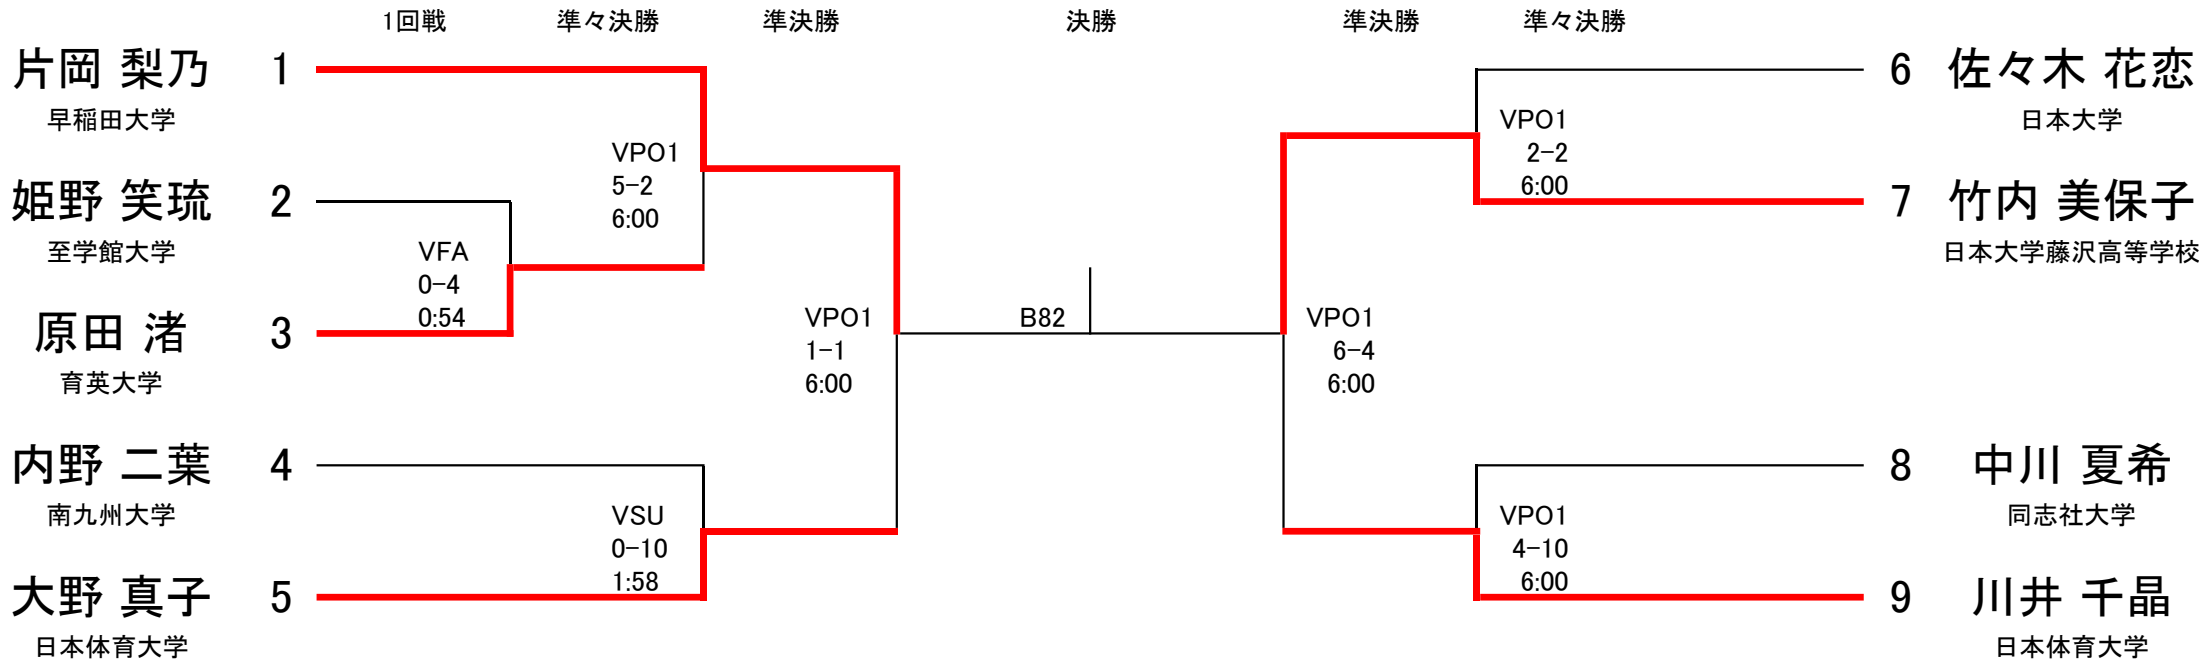 1回戦 準々決勝 準決勝 決勝 準決勝 準々決勝
片岡 梨乃 1
早稲田大学
姫野 笑琉 2
至学館大学
原田 渚 3
育英大学
内野 二葉 4
南九州大学
大野 真子 5
日本体育大学
VFA
0-4
0:54
VPO1
5-2
6:00
VSU
0-10
1:58
VPO1
1-1
6:00
B82
VPO1
6-4
6:00
VPO1
2-2
6:00
VPO1
4-10
6:00
6 佐々木 花恋
日本大学
7 竹内 美保子
日本大学藤沢高等学校
8 中川 夏希
同志社大学
9 川井 千晶
日本体育大学